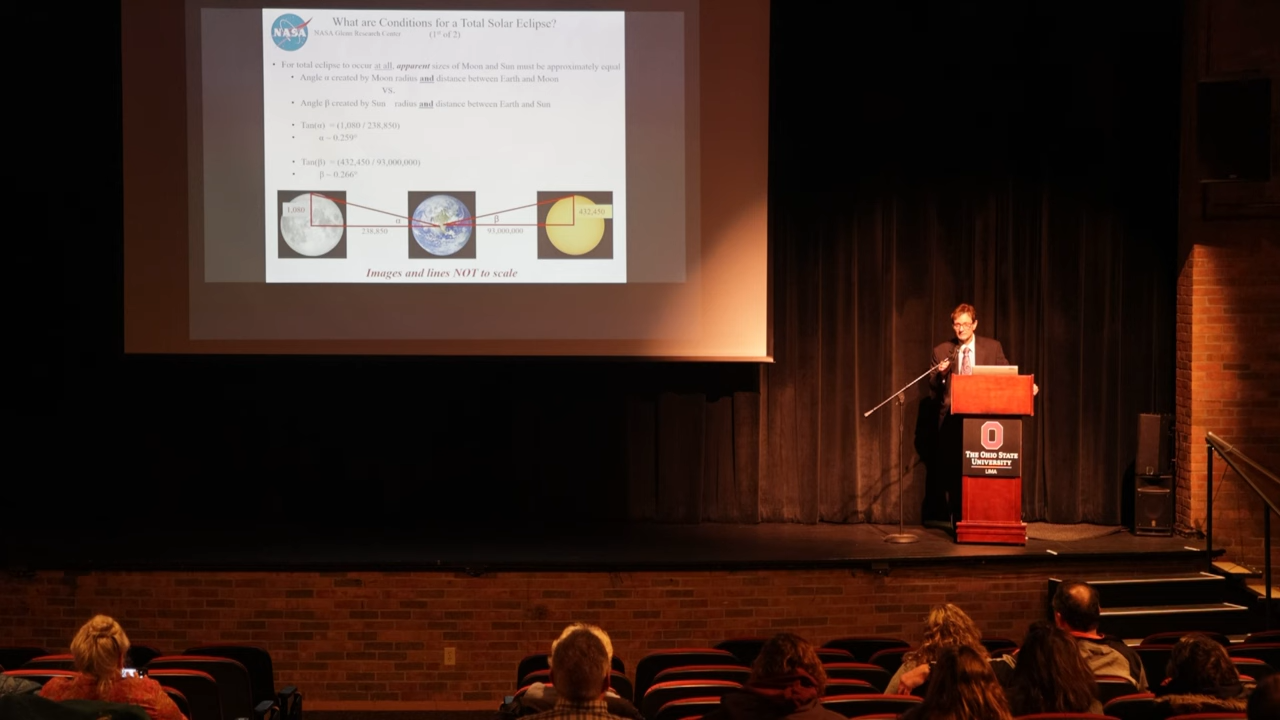 NASA
What are Conditions for a Total Solar Eclipse?
NASA Glenn Research Center (1st of 2)
• For total eclipse to occur at all, apparent sizes of Moon and Sun must be approximately equal
• Angle α created by Moon radius and distance between Earth and Moon
vs.
• Angle β created by Sun radius and distance between Earth and Sun
• Tan(α) = (1,080 / 238,850)
• α ~ 0.259°
• Tan(β) = (432,450 / 93,000,000)
• β ~ 0.266°
1,080
238,850
α
β
93,000,000
432,450
Images and lines NOT to scale
O
THE OHIO STATE
UNIVERSITY
LIMA